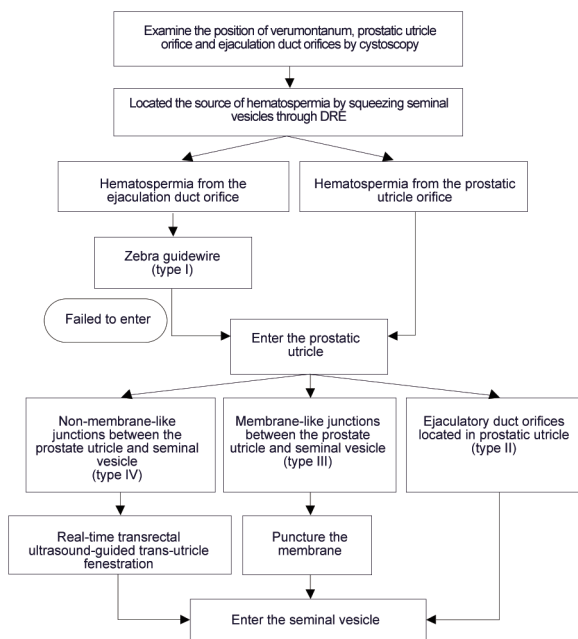 Examine the position of verumontanum, prostatic utricle
orifice and ejaculation duct orifices by cystoscopy
Located the source of hematospermia by squeezing seminal
vesicles through DRE
Hematospermia from the
ejaculation duct orifice
Hematospermia from the prostatic
utricle orifice
Zebra guidewire
(type I)
Failed to enter
Enter the prostatic
utricle
Non-membrane-like
junctions between the
prostate utricle and seminal
vesicle
(type IV)
Membrane-like junctions
between the prostate
utricle and seminal vesicle
(type III)
Ejaculatory duct orifices
located in prostatic utricle
(type II)
Real-time transrectal
ultrasound-guided trans-utricle
fenestration
Puncture the
membrane
Enter the seminal vesicle